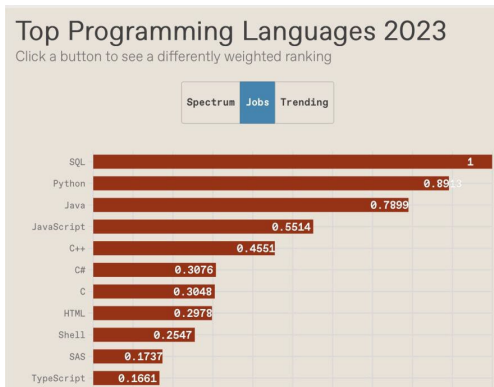 Top Programming Languages 2023
Click a button to see a differently weighted ranking
Spectrum Jobs Trending
SQL 1
Python 0.8913
Java 0.7899
JavaScript 0.5514
C++ 0.4551
C# 0.3076
C 0.3048
HTML 0.2978
Shell 0.2547
SAS 0.1737
TypeScript 0.1661